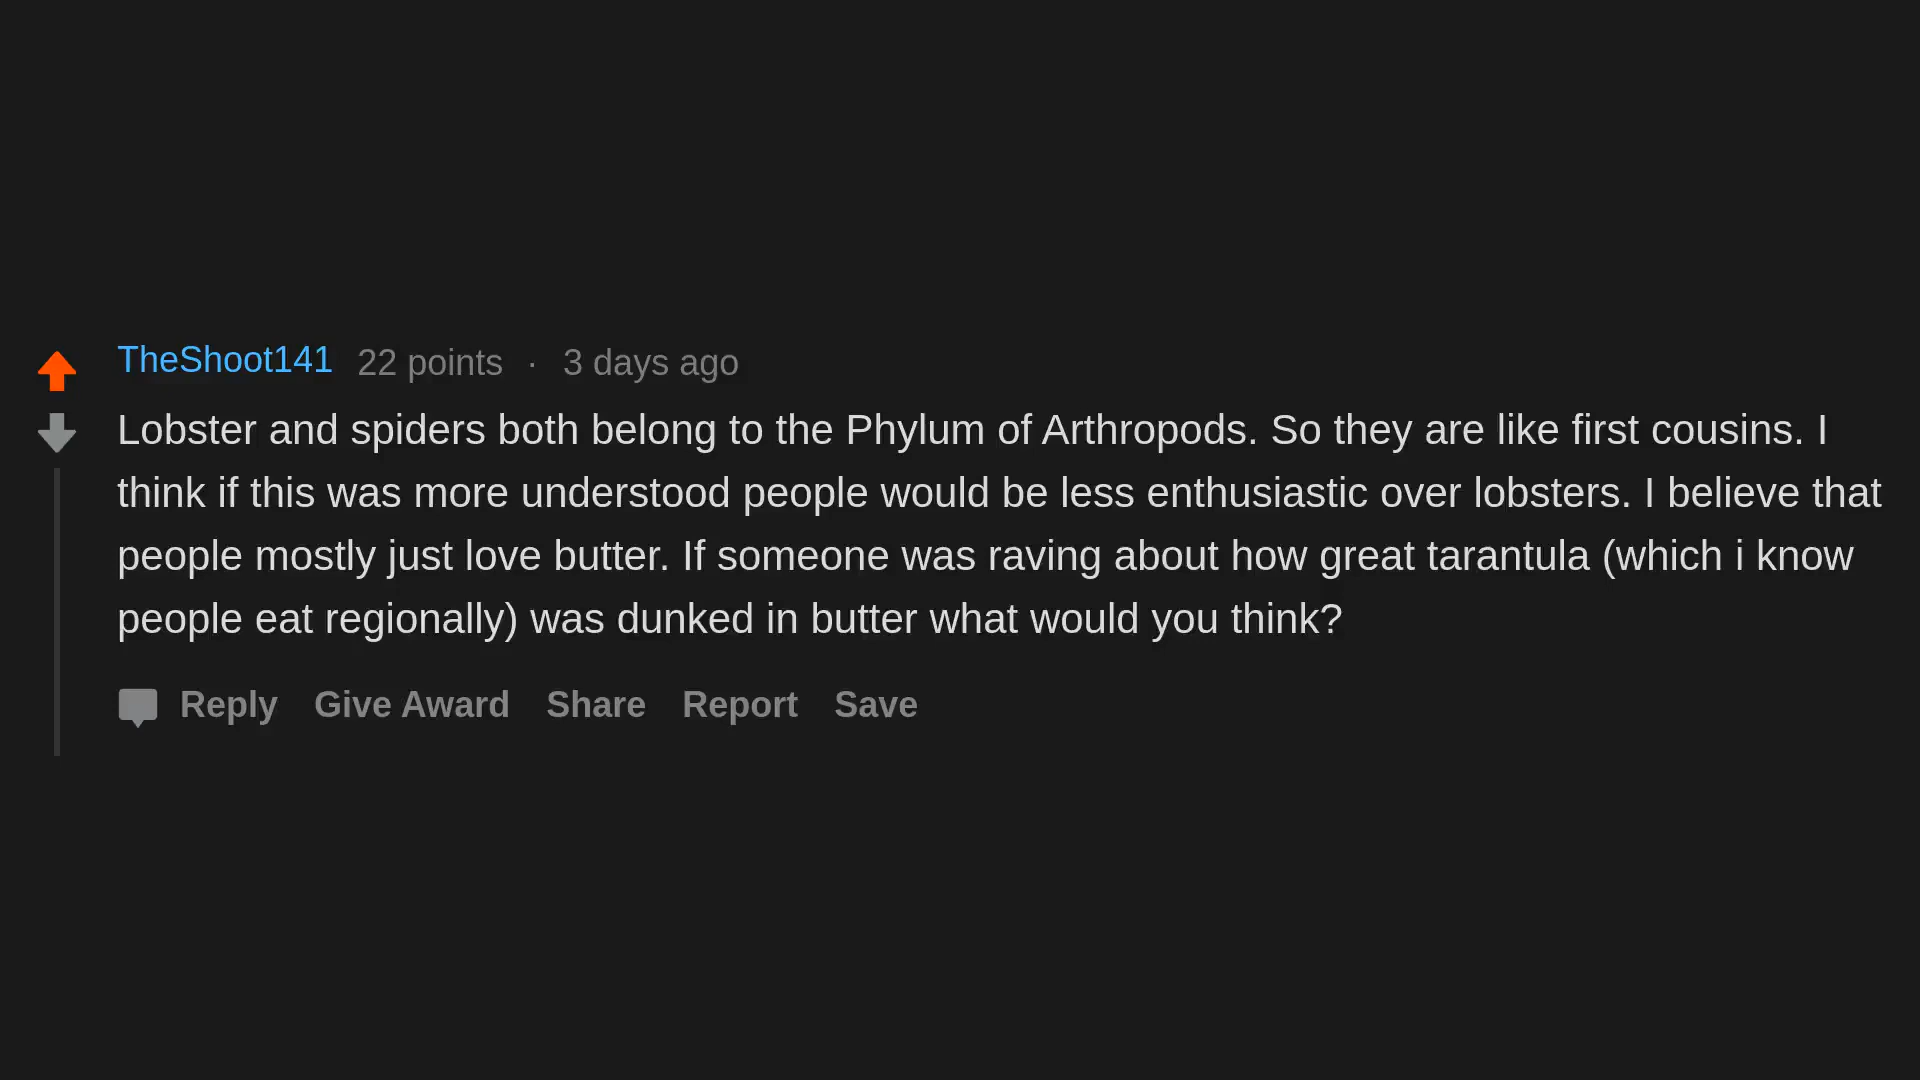 TheShoot141 22 points · 3 days ago
Lobster and spiders both belong to the Phylum of Arthropods. So they are like first cousins. I
think if this was more understood people would be less enthusiastic over lobsters. I believe that
people mostly just love butter. If someone was raving about how great tarantula (which i know
people eat regionally) was dunked in butter what would you think?
Reply Give Award Share Report Save